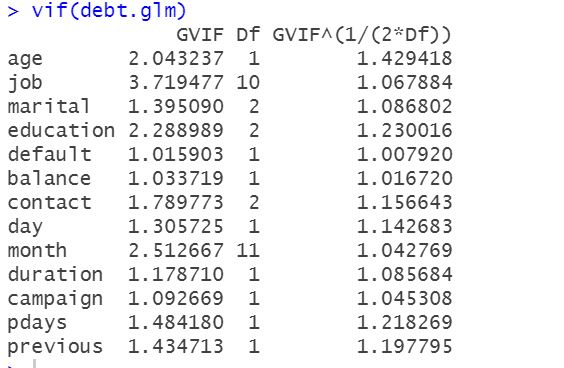 > vif(debt.glm)
GVIF Df GVIF^(1/(2*Df))
age 2.043237 1 1.429418
job 3.719477 10 1.067884
marital 1.395090 2 1.086802
education 2.288989 2 1.230016
default 1.015903 1 1.007920
balance 1.033719 1 1.016720
contact 1.789773 2 1.156643
day 1.305725 1 1.142683
month 2.512667 11 1.042769
duration 1.178710 1 1.085684
campaign 1.092669 1 1.045308
pdays 1.484180 1 1.218269
previous 1.434713 1 1.197795
>